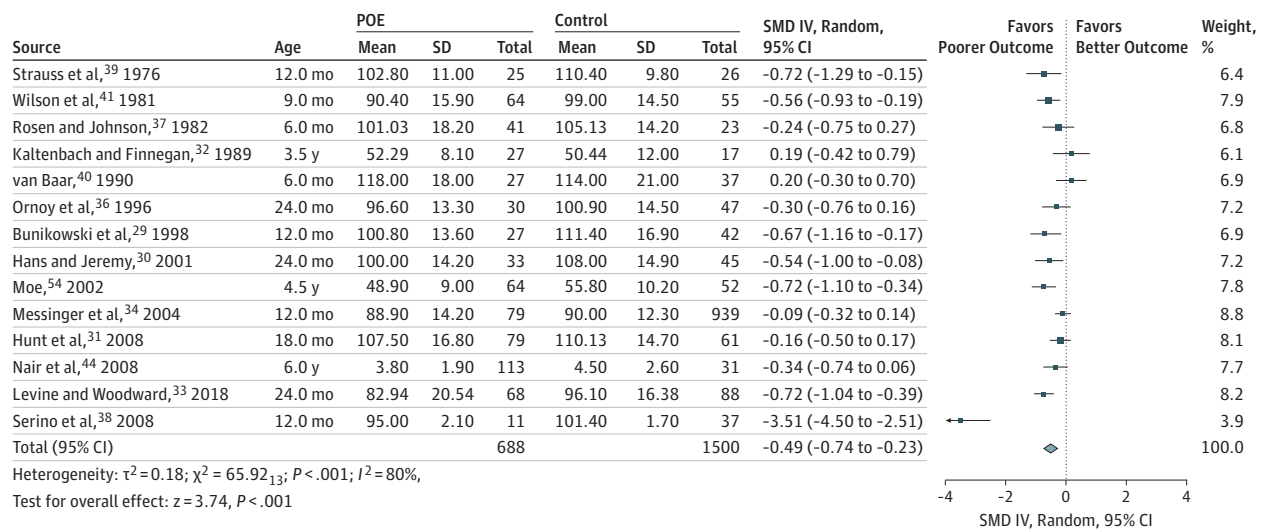 POE Control SMD IV, Random, 95% CI Favors Poorer Outcome Favors Better Outcome Weight, %
Source Age Mean SD Total Mean SD Total
Strauss et al,39 1976 12.0 mo 102.80 11.00 25 110.40 9.80 26 -0.72 (-1.29 to -0.15) 6.4
Wilson et al,41 1981 9.0 mo 90.40 15.90 64 99.00 14.50 55 -0.56 (-0.93 to -0.19) 7.9
Rosen and Johnson,37 1982 6.0 mo 101.03 18.20 41 105.13 14.20 23 -0.24 (-0.75 to 0.27) 6.8
Kaltenbach and Finnegan,32 1989 3.5 y 52.29 8.10 27 50.44 12.00 17 0.19 (-0.42 to 0.79) 6.1
van Baar,40 1990 6.0 mo 118.00 18.00 27 114.00 21.00 37 0.20 (-0.30 to 0.70) 6.9
Ornoy et al,36 1996 24.0 mo 96.60 13.30 30 100.90 14.50 47 -0.30 (-0.76 to 0.16) 7.2
Bunikowski et al,29 1998 12.0 mo 100.80 13.60 27 111.40 16.90 42 -0.67 (-1.16 to -0.17) 6.9
Hans and Jeremy,30 2001 24.0 mo 100.00 14.20 33 108.00 14.90 45 -0.54 (-1.00 to -0.08) 7.2
Moe,54 2002 4.5 y 48.90 9.00 64 55.80 10.20 52 -0.72 (-1.10 to -0.34) 7.8
Messinger et al,34 2004 12.0 mo 88.90 14.20 79 90.00 12.30 939 -0.09 (-0.32 to 0.14) 8.8
Hunt et al,31 2008 18.0 mo 107.50 16.80 79 110.13 14.70 61 -0.16 (-0.50 to 0.17) 8.1
Nair et al,44 2008 6.0 y 3.80 1.90 113 4.50 2.60 31 -0.34 (-0.74 to 0.06) 7.7
Levine and Woodward,33 2018 24.0 mo 82.94 20.54 68 96.10 16.38 88 -0.72 (-1.04 to -0.39) 8.2
Serino et al,38 2008 12.0 mo 95.00 2.10 11 101.40 1.70 37 -3.51 (-4.50 to -2.51) 3.9
Total (95% CI) 688 1500 -0.49 (-0.74 to -0.23) 100.0
Heterogeneity: τ2 = 0.18; χ2 = 65.9213; P < .001; I2 = 80%,
Test for overall effect: z = 3.74, P < .001
-4 -2 0 2 4
SMD IV, Random, 95% CI